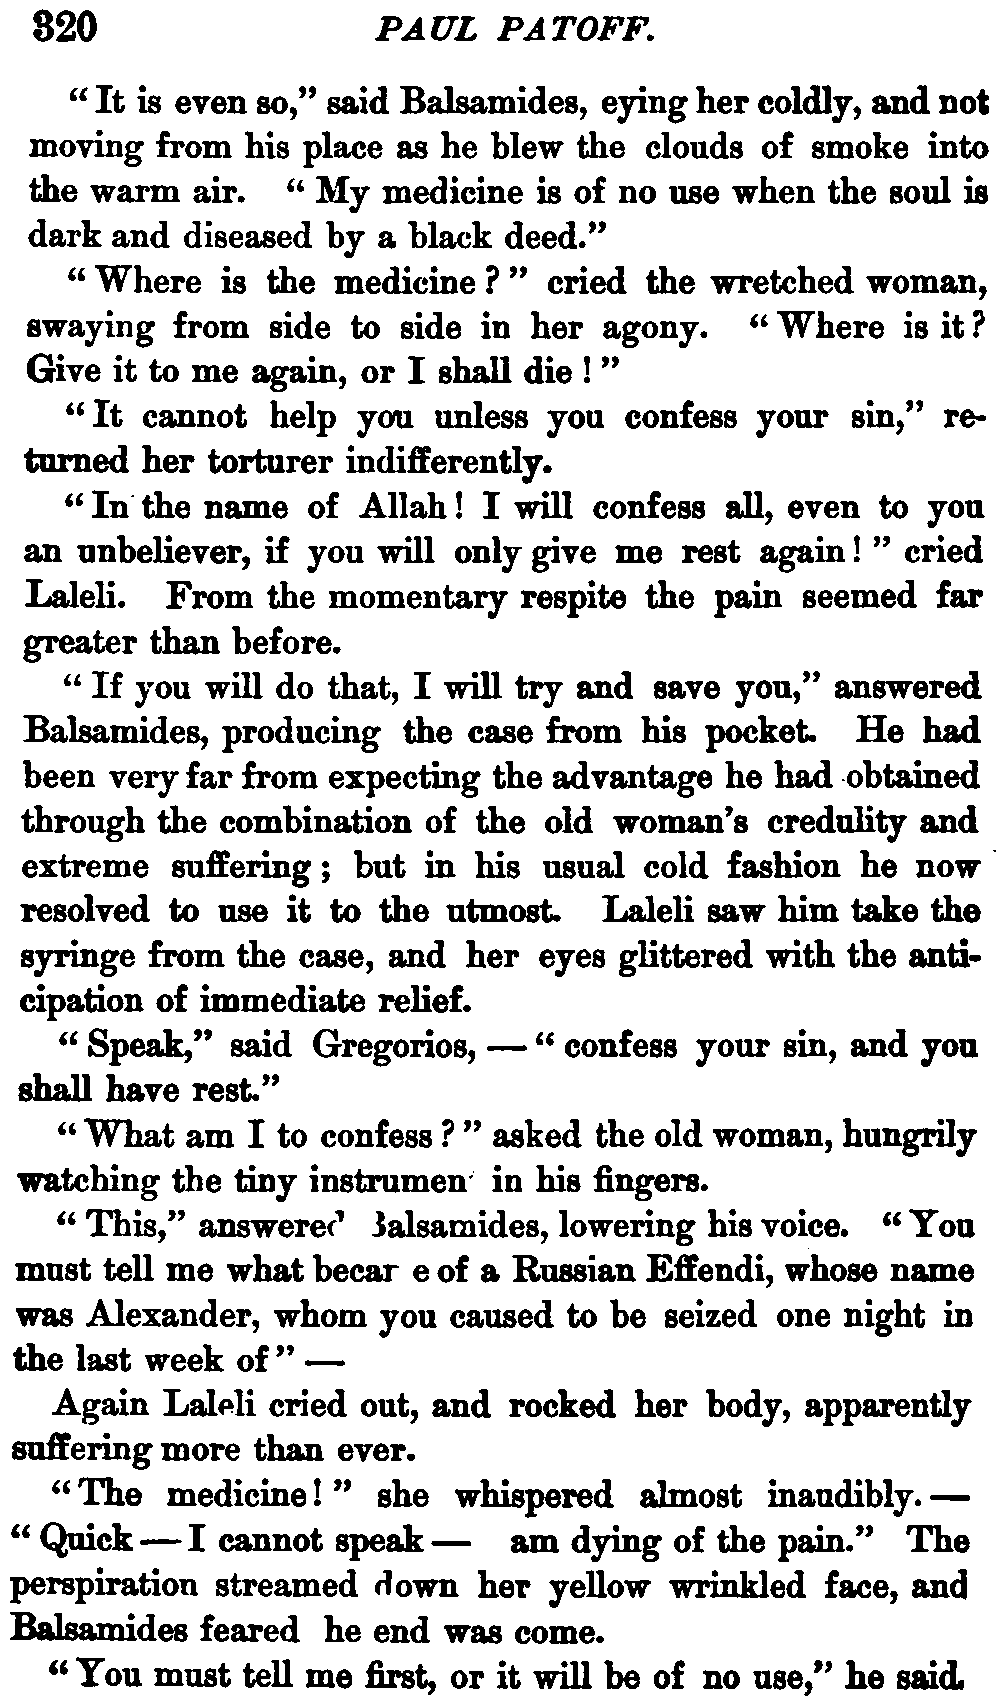 320 PAUL PATOFF.
“It is even so,” said Balsamides, eying her coldly, and not
moving from his place as he blew the clouds of smoke into
the warm air. “My medicine is of no use when the soul is
dark and diseased by a black deed.”
“Where is the medicine?” cried the wretched woman,
swaying from side to side in her agony. “Where is it?
Give it to me again, or I shall die!”
“It cannot help you unless you confess your sin,” re-
turned her torturer indifferently.
“In the name of Allah! I will confess all, even to you
an unbeliever, if you will only give me rest again!” cried
Laleli. From the momentary respite the pain seemed far
greater than before.
“If you will do that, I will try and save you,” answered
Balsamides, producing the case from his pocket. He had
been very far from expecting the advantage he had obtained
through the combination of the old woman's credulity and
extreme suffering; but in his usual cold fashion he now
resolved to use it to the utmost. Laleli saw him take the
syringe from the case, and her eyes glittered with the anti-
cipation of immediate relief.
“Speak,” said Gregorios, — “confess your sin, and you
shall have rest.”
“What am I to confess?” asked the old woman, hungrily
watching the tiny instrumen in his fingers.
“This,” answered Balsamides, lowering his voice. “You
must tell me what became of a Russian Effendi, whose name
was Alexander, whom you caused to be seized one night in
the last week of” —
Again Laleli cried out, and rocked her body, apparently
suffering more than ever.
“The medicine!” she whispered almost inaudibly. —
“Quick — I cannot speak — am dying of the pain.” The
perspiration streamed down her yellow wrinkled face, and
Balsamides feared he end was come.
“You must tell me first, or it will be of no use,” he said.